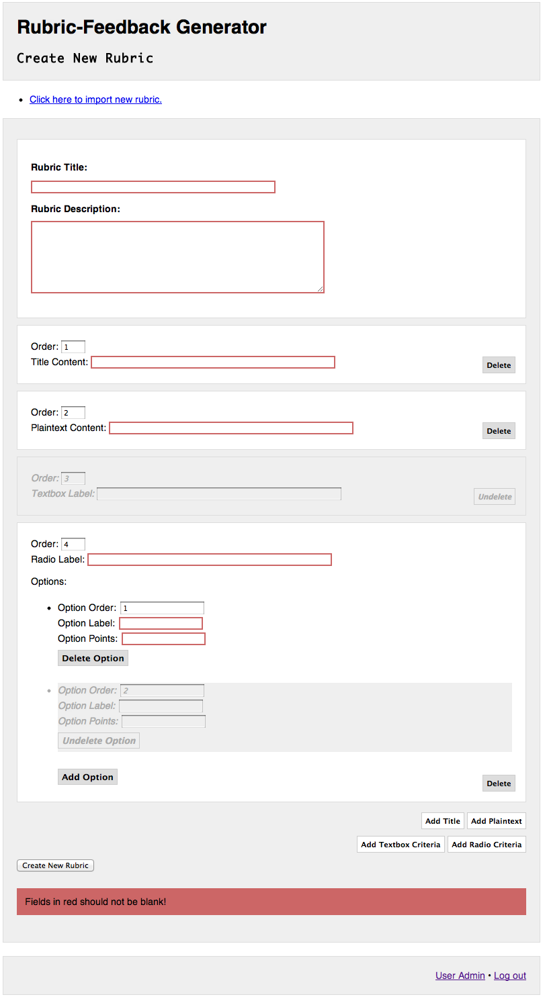 Rubric-Feedback Generator
Create New Rubric
Click here to import new rubric.
Rubric Title:
Rubric Description:
Order: 1
Title Content:
Delete
Order: 2
Plaintext Content:
Delete
Order: 3
Textbox Label:
Undelete
Order: 4
Radio Label:
Options:
Option Order: 1
Option Label:
Option Points:
Delete Option
Option Order: 2
Option Label:
Option Points:
Undelete Option
Add Option
Delete
Add Title Add Plaintext
Add Textbox Criteria Add Radio Criteria
Create New Rubric
Fields in red should not be blank!
User Admin • Log out